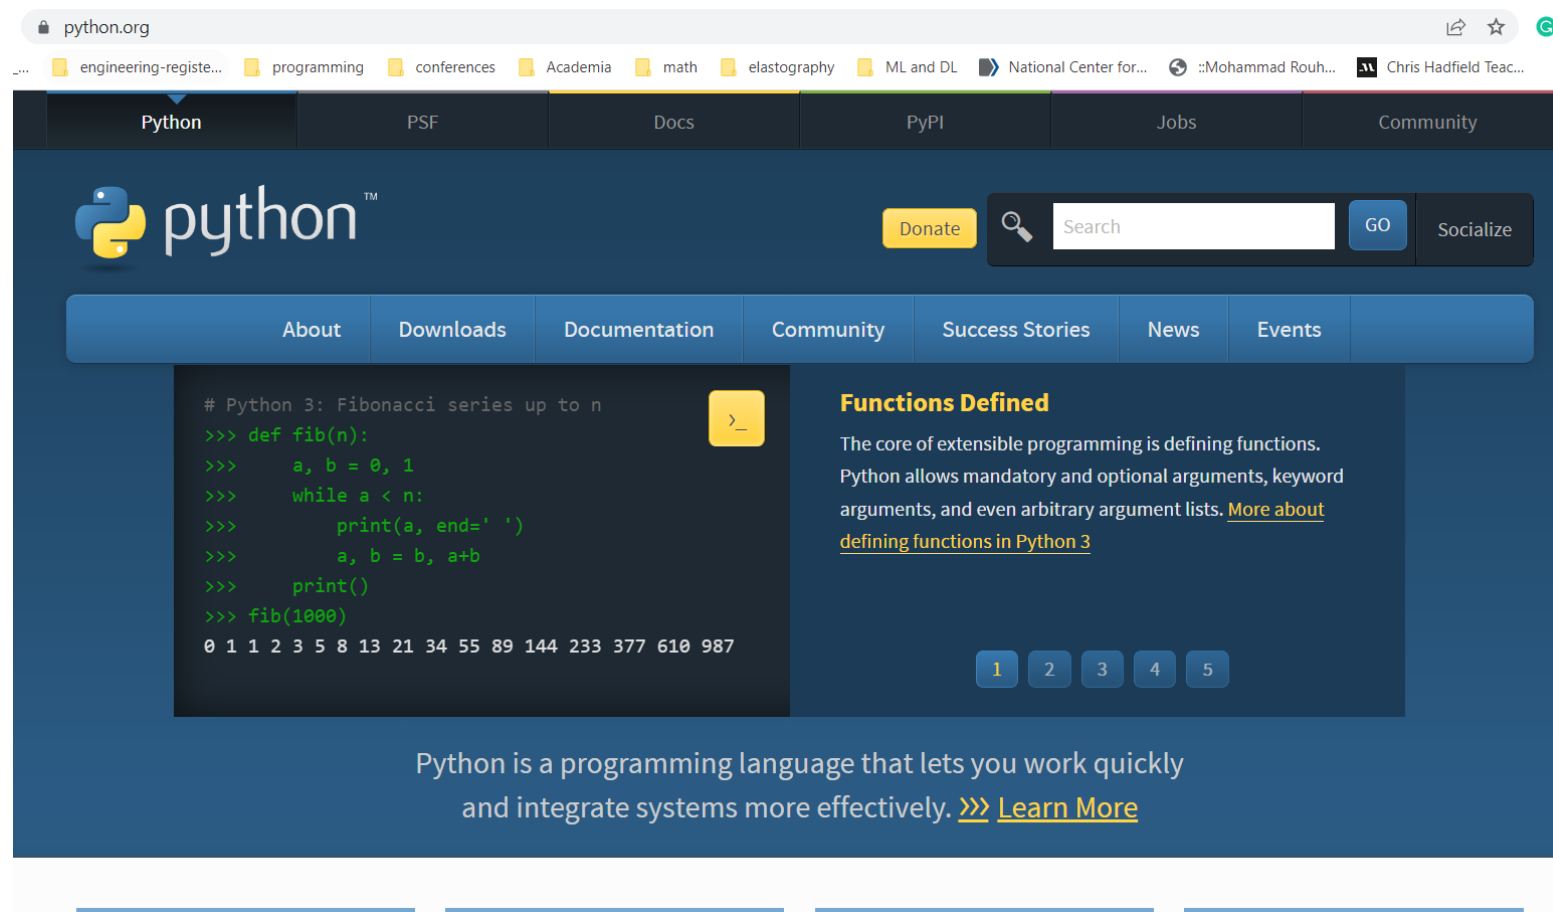 python.org
_...
engineering-registe...
programming
conferences
Academia
math
elastography
ML and DL
National Center for...
::Mohammad Rouh...
Chris Hadfield Teac...
Python
PSF
Docs
PyPI
Jobs
Community
python™
Donate
Search
GO
Socialize
About
Downloads
Documentation
Community
Success Stories
News
Events
# Python 3: Fibonacci series up to n
>>> def fib(n):
>>>     a, b = 0, 1
>>>     while a < n:
>>>         print(a, end=' ')
>>>         a, b = b, a+b
>>>     print()
>>> fib(1000)
0 1 1 2 3 5 8 13 21 34 55 89 144 233 377 610 987
>_
Functions Defined
The core of extensible programming is defining functions.
Python allows mandatory and optional arguments, keyword
arguments, and even arbitrary argument lists. More about
defining functions in Python 3
1 2 3 4 5
Python is a programming language that lets you work quickly
and integrate systems more effectively. >>> Learn More